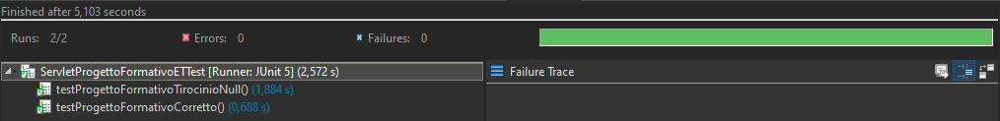 Finished after 5,103 seconds
Runs: 2/2 Errors: 0 Failures: 0
ServletProgettoFormativoETTest [Runner: JUnit 5] (2,572 s)
testProgettoFormativoTirocinioNull() (1,884 s)
testProgettoFormativoCorretto() (0,688 s)
Failure Trace